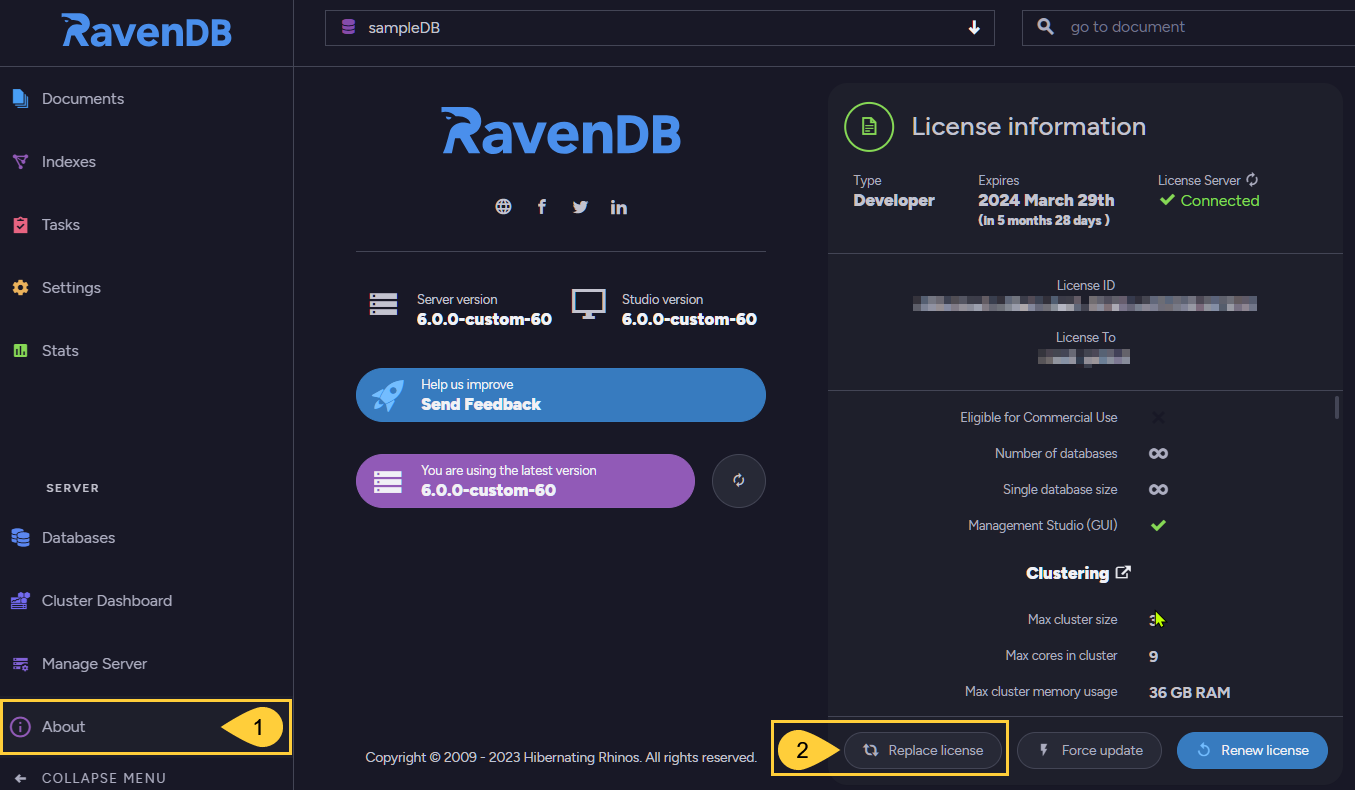 RavenDB
sampleDB
go to document
Documents
Indexes
Tasks
Settings
Stats
SERVER
Databases
Cluster Dashboard
Manage Server
About
1
COLLAPSE MENU
RavenDB
Server version
6.0.0-custom-60
Studio version
6.0.0-custom-60
Help us improve
Send Feedback
You are using the latest version
6.0.0-custom-60
Copyright © 2009 - 2023 Hibernating Rhinos. All rights reserved.
License information
Type
Developer
Expires
2024 March 29th
(in 5 months 28 days )
License Server
Connected
License ID
License To
Eligible for Commercial Use
Number of databases ∞
Single database size ∞
Management Studio (GUI)
Clustering
Max cluster size 3
Max cores in cluster 9
Max cluster memory usage 36 GB RAM
2
Replace license
Force update
Renew license